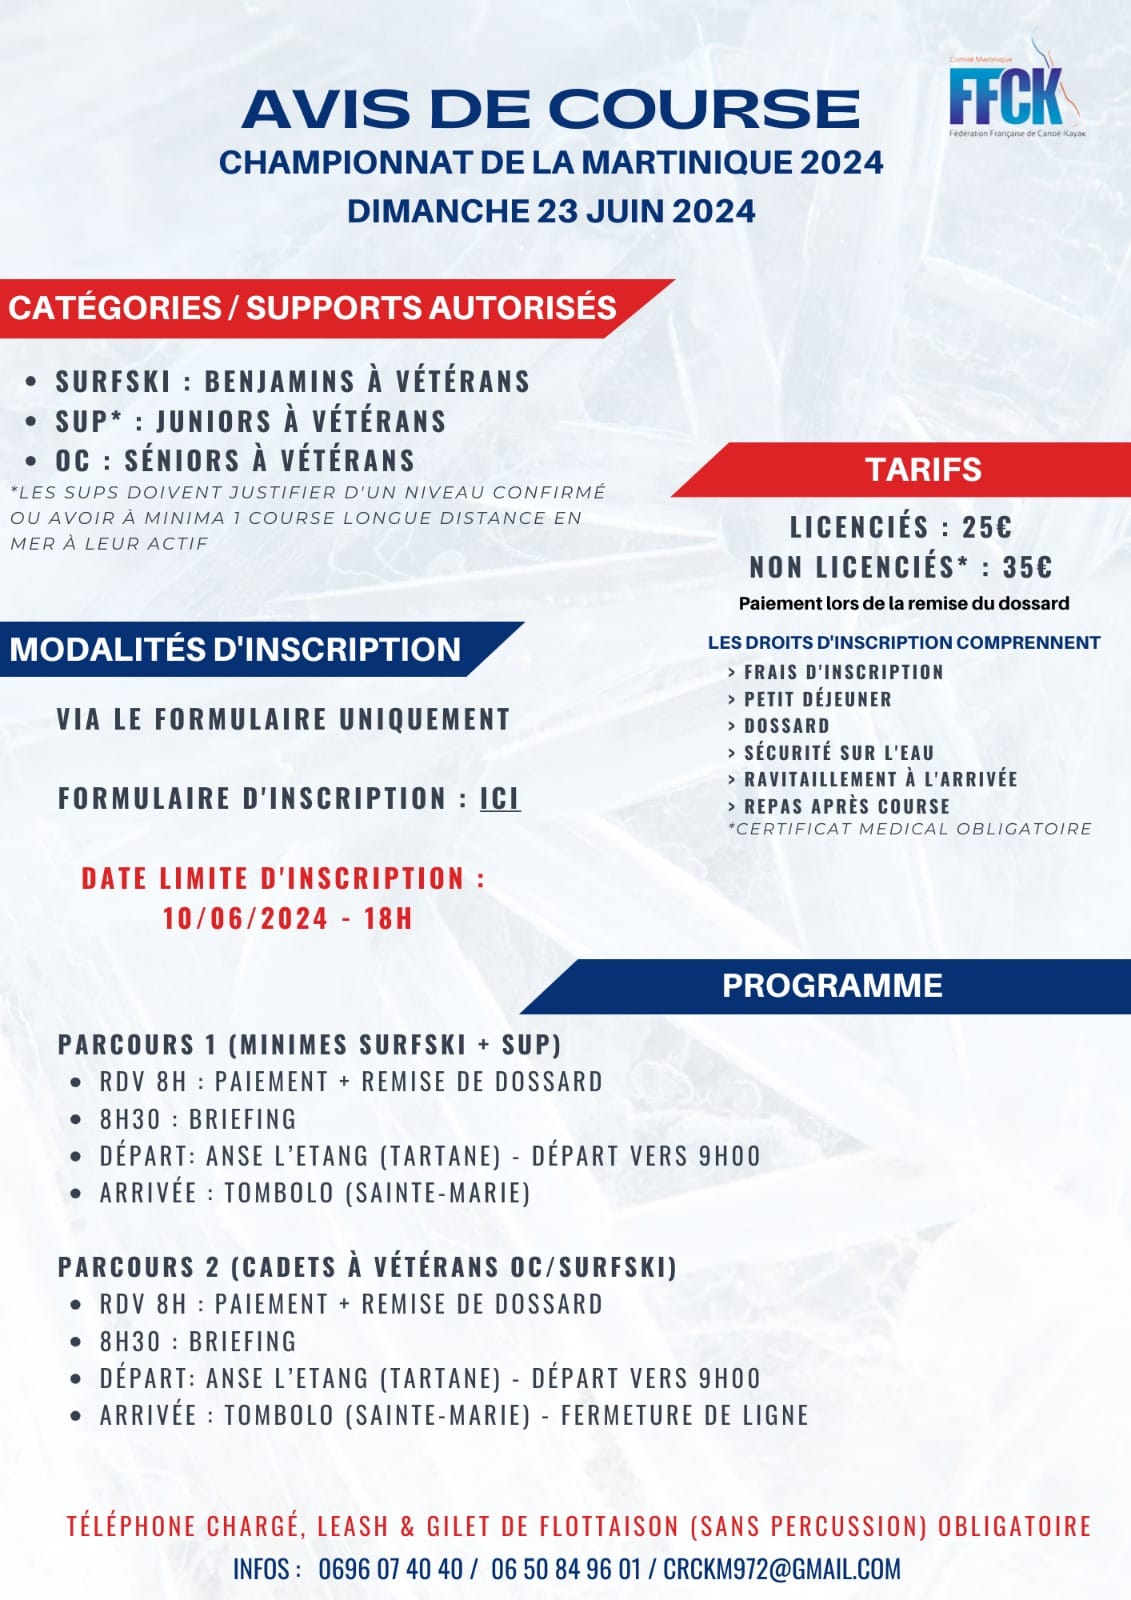 Comité Martinique
FFCK
Fédération Française de Canoë-Kayak
AVIS DE COURSE
CHAMPIONNAT DE LA MARTINIQUE 2024
DIMANCHE 23 JUIN 2024
CATÉGORIES / SUPPORTS AUTORISÉS
• SURFSKI : BENJAMINS À VÉTÉRANS
• SUP* : JUNIORS À VÉTÉRANS
• OC : SÉNIORS À VÉTÉRANS
*LES SUPS DOIVENT JUSTIFIER D'UN NIVEAU CONFIRMÉ
OU AVOIR À MINIMA 1 COURSE LONGUE DISTANCE EN
MER À LEUR ACTIF
TARIFS
LICENCIÉS : 25€
NON LICENCIÉS* : 35€
Paiement lors de la remise du dossard
LES DROITS D'INSCRIPTION COMPRENNENT
> FRAIS D'INSCRIPTION
> PETIT DÉJEUNER
> DOSSARD
> SÉCURITÉ SUR L'EAU
> RAVITAILLEMENT À L'ARRIVÉE
> REPAS APRÈS COURSE
*CERTIFICAT MEDICAL OBLIGATOIRE
MODALITÉS D'INSCRIPTION
VIA LE FORMULAIRE UNIQUEMENT
FORMULAIRE D'INSCRIPTION : ICI
DATE LIMITE D'INSCRIPTION :
10/06/2024 - 18H
PROGRAMME
PARCOURS 1 (MINIMES SURFSKI + SUP)
• RDV 8H : PAIEMENT + REMISE DE DOSSARD
• 8H30 : BRIEFING
• DÉPART: ANSE L’ETANG (TARTANE) - DÉPART VERS 9H00
• ARRIVÉE : TOMBOLO (SAINTE-MARIE)
PARCOURS 2 (CADETS À VÉTÉRANS OC/SURFSKI)
• RDV 8H : PAIEMENT + REMISE DE DOSSARD
• 8H30 : BRIEFING
• DÉPART: ANSE L’ETANG (TARTANE) - DÉPART VERS 9H00
• ARRIVÉE : TOMBOLO (SAINTE-MARIE) - FERMETURE DE LIGNE
TÉLÉPHONE CHARGÉ, LEASH & GILET DE FLOTTAISON (SANS PERCUSSION) OBLIGATOIRE
INFOS : 0696 07 40 40 / 06 50 84 96 01 / CRCKM972@GMAIL.COM